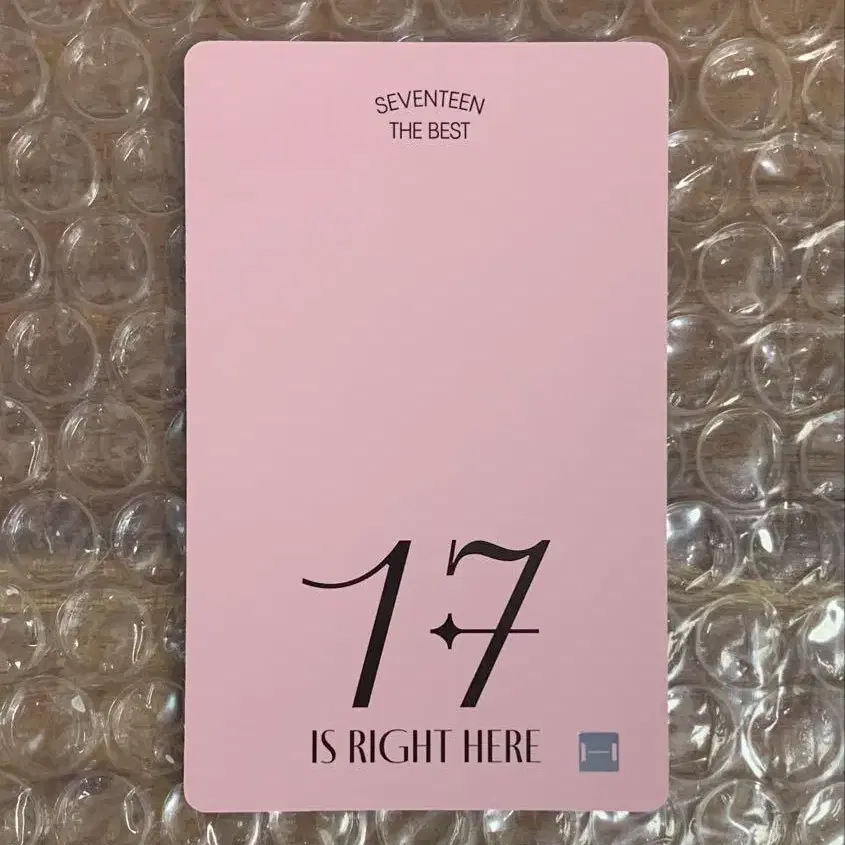 SEVENTEEN
THE BEST
17
IS RIGHT HERE